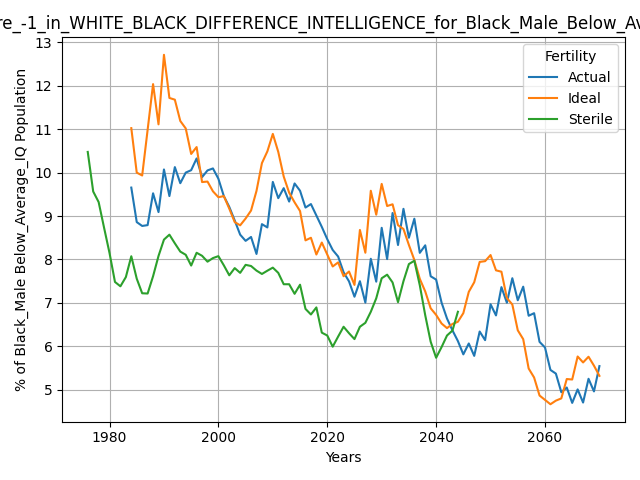 re_-1_in_WHITE_BLACK_DIFFERENCE_INTELLIGENCE_for_Black_Male_Below_Av
% of Black_Male Below_Average_IQ Population
13
12
11
10
9
8
7
6
5
Fertility
Actual
Ideal
Sterile
1980
2000
2020
2040
2060
Years